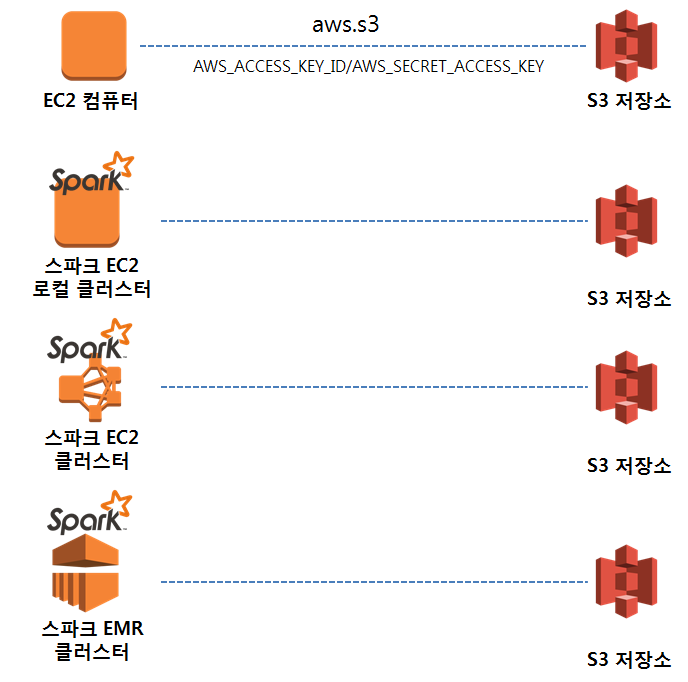 aws.s3
AWS_ACCESS_KEY_ID/AWS_SECRET_ACCESS_KEY
EC2 컴퓨터
S3 저장소
Spark
스파크 EC2
로컬 클러스터
S3 저장소
Spark
스파크 EC2
클러스터
S3 저장소
Spark
스파크 EMR
클러스터
S3 저장소